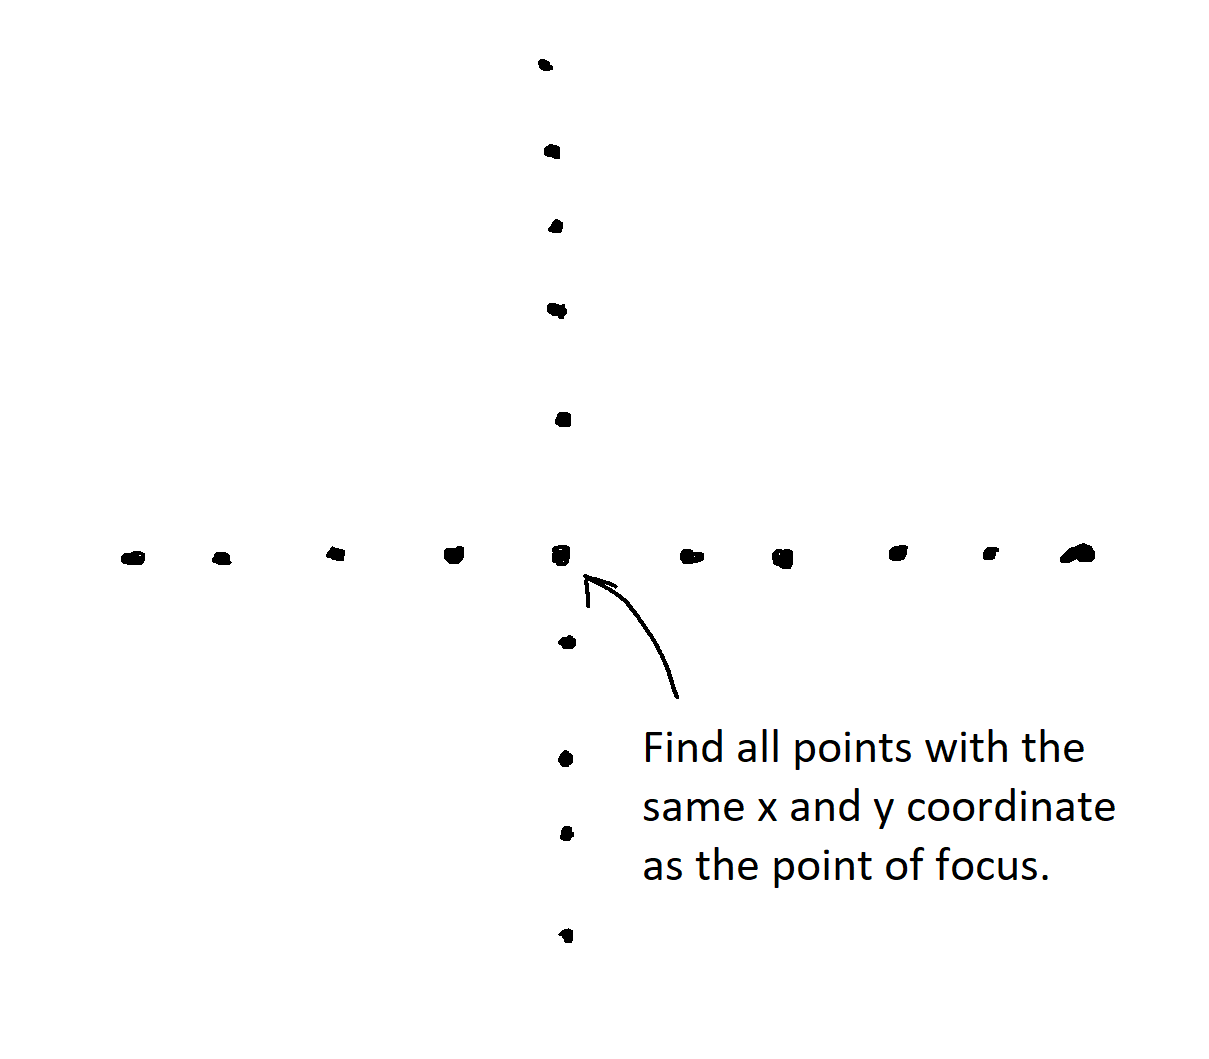 Find all points with the
same x and y coordinate
as the point of focus.